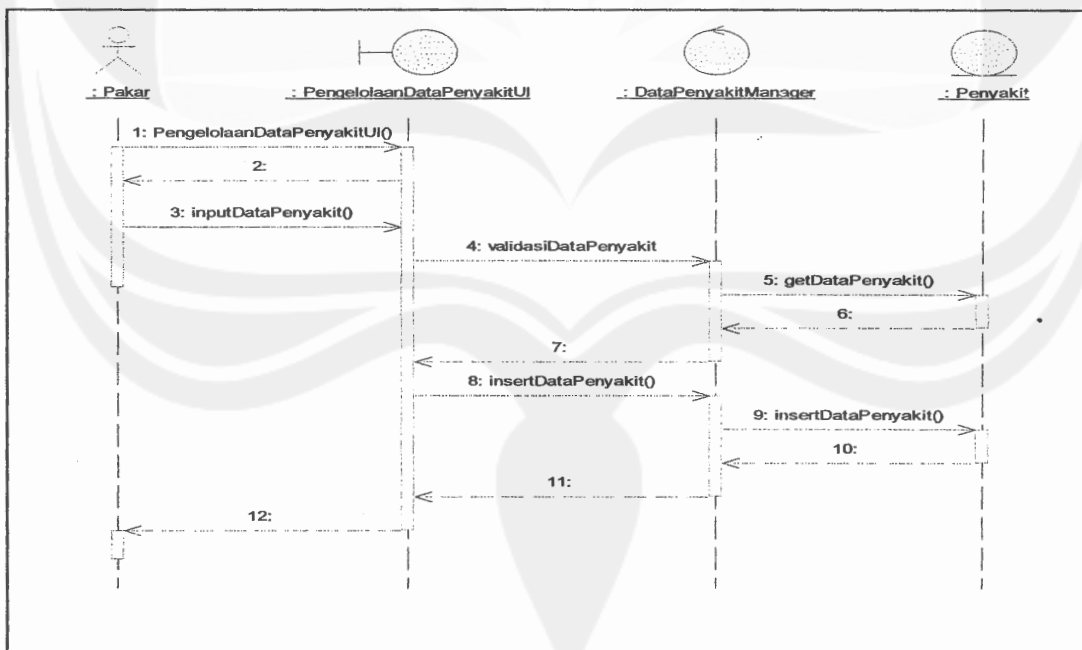 : Pakar
: PengelolaanDataPenyakitUI
: DataPenyakitManager
: Penyakit
1: PengelolaanDataPenyakitUI()
2:
3: inputDataPenyakit()
4: validasiDataPenyakit
5: getDataPenyakit()
6:
7:
8: insertDataPenyakit()
9: insertDataPenyakit()
10:
11:
12: